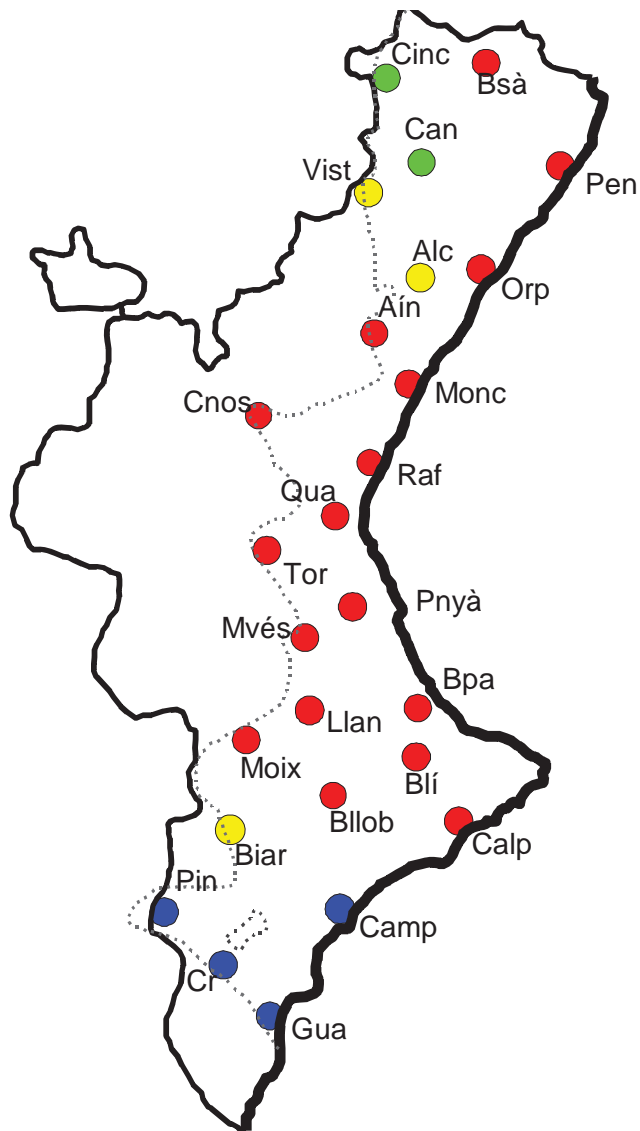 Cinc
Bsà
Can
Vist
Pen
Alc
Orp
Aín
Monc
Cnos
Raf
Qua
Tor
Pnyà
Mvés
Bpa
Llan
Moix
Blí
Bllob
Calp
Biar
Pin
Camp
Cr
Gua